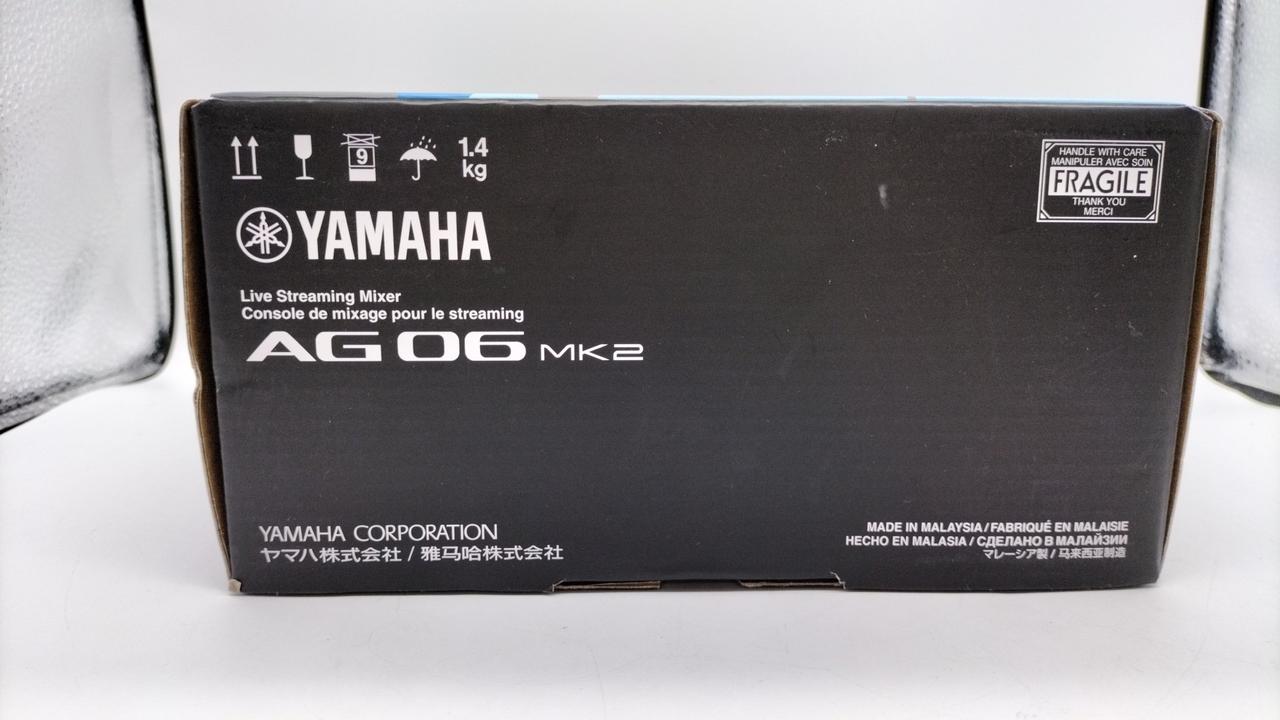 9
1.4
kg
HANDLE WITH CARE
MANIPULER AVEC SOIN
FRAGILE
THANK YOU
MERCI
YAMAHA
Live Streaming Mixer
Console de mixage pour le streaming
AG 06 MK2
YAMAHA CORPORATION
ヤマハ株式会社 / 雅马哈株式会社
MADE IN MALAYSIA / FABRIQUÉ EN MALAISIE
HECHO EN MALASIA / СДЕЛАНО В МАЛАЙЗИИ
マレーシア製 / 马来西亚制造